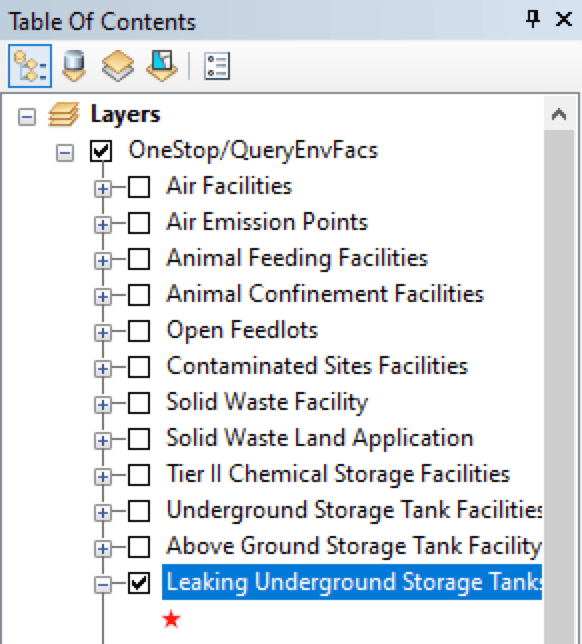 Table Of Contents
Layers
OneStop/QueryEnvFacs
Air Facilities
Air Emission Points
Animal Feeding Facilities
Animal Confinement Facilities
Open Feedlots
Contaminated Sites Facilities
Solid Waste Facility
Solid Waste Land Application
Tier II Chemical Storage Facilities
Underground Storage Tank Facilities
Above Ground Storage Tank Facility
Leaking Underground Storage Tanks